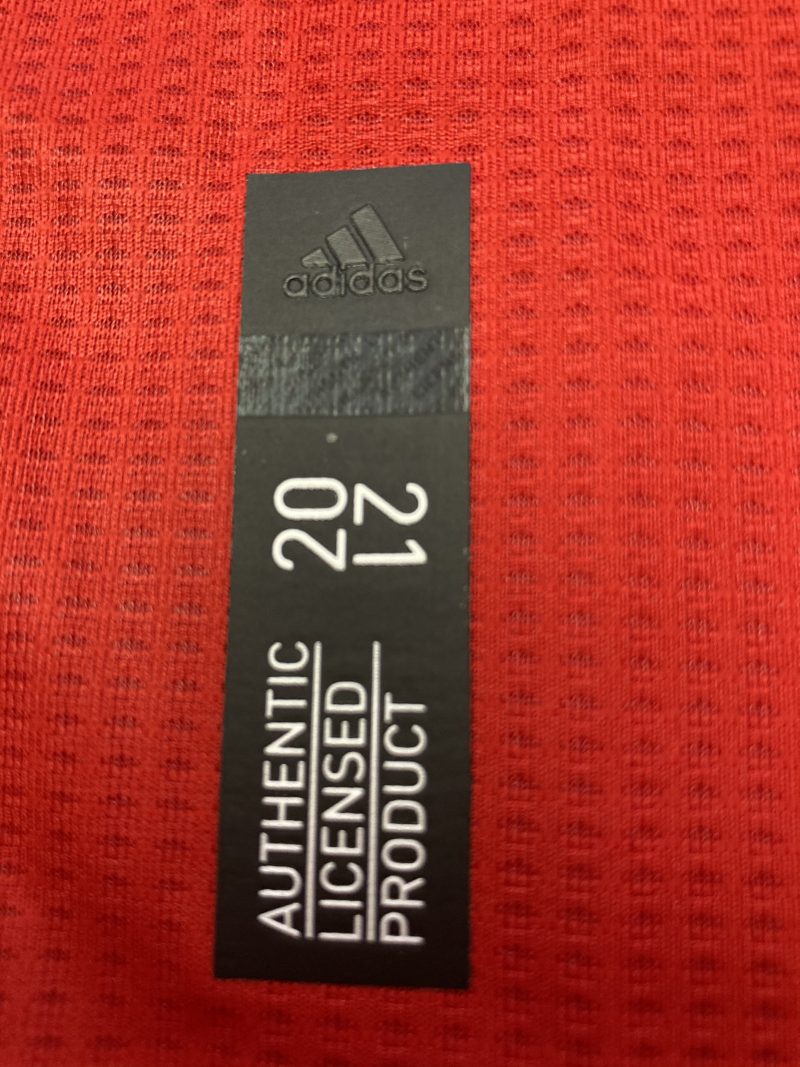 adidas
20
21
AUTHENTIC
LICENSED
PRODUCT